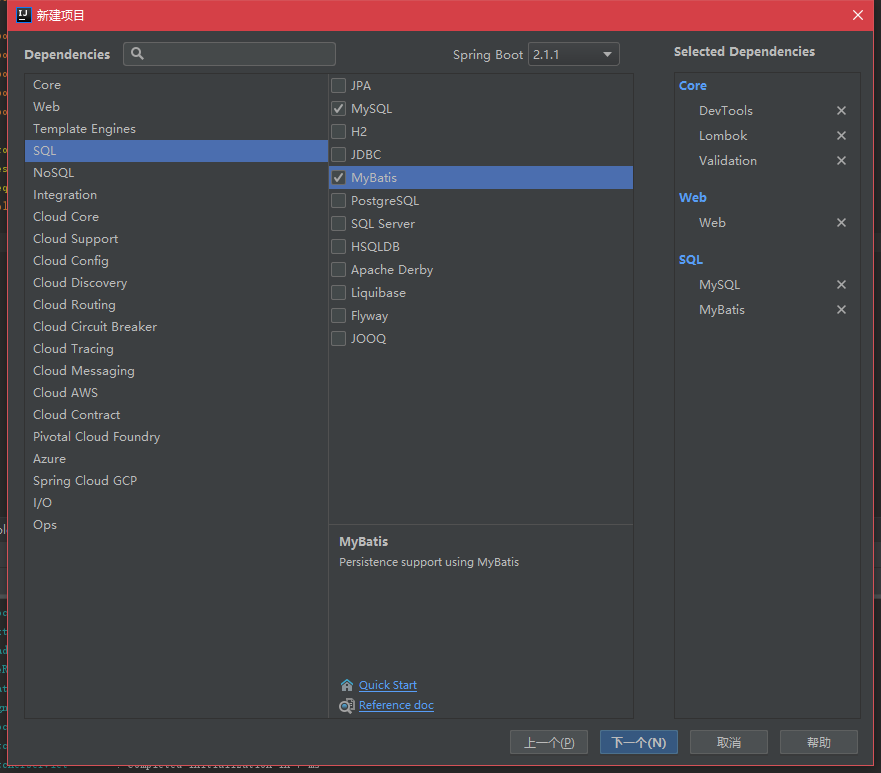 新建项目
Dependencies
Spring Boot 2.1.1
Selected Dependencies
Core
Web
Template Engines
SQL
NoSQL
Integration
Cloud Core
Cloud Support
Cloud Config
Cloud Discovery
Cloud Routing
Cloud Circuit Breaker
Cloud Tracing
Cloud Messaging
Cloud AWS
Cloud Contract
Pivotal Cloud Foundry
Azure
Spring Cloud GCP
I/O
Ops
JPA
MySQL
H2
JDBC
MyBatis
PostgreSQL
SQL Server
HSQLDB
Apache Derby
Liquibase
Flyway
JOOQ
MyBatis
Persistence support using MyBatis
Quick Start
Reference doc
Core
DevTools
Lombok
Validation
Web
Web
SQL
MySQL
MyBatis
上一个(P)
下一个(N)
取消
帮助